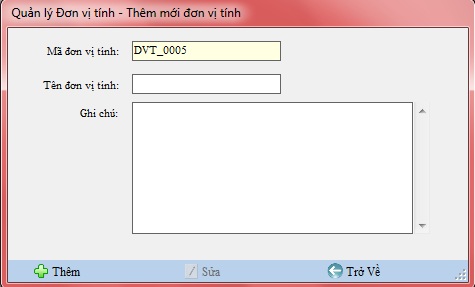 Quản lý Đơn vị tính - Thêm mới đơn vị tính
Mã đơn vị tính: DVT_0005
Tên đơn vị tính:
Ghi chú:
Thêm Sửa Trở Về